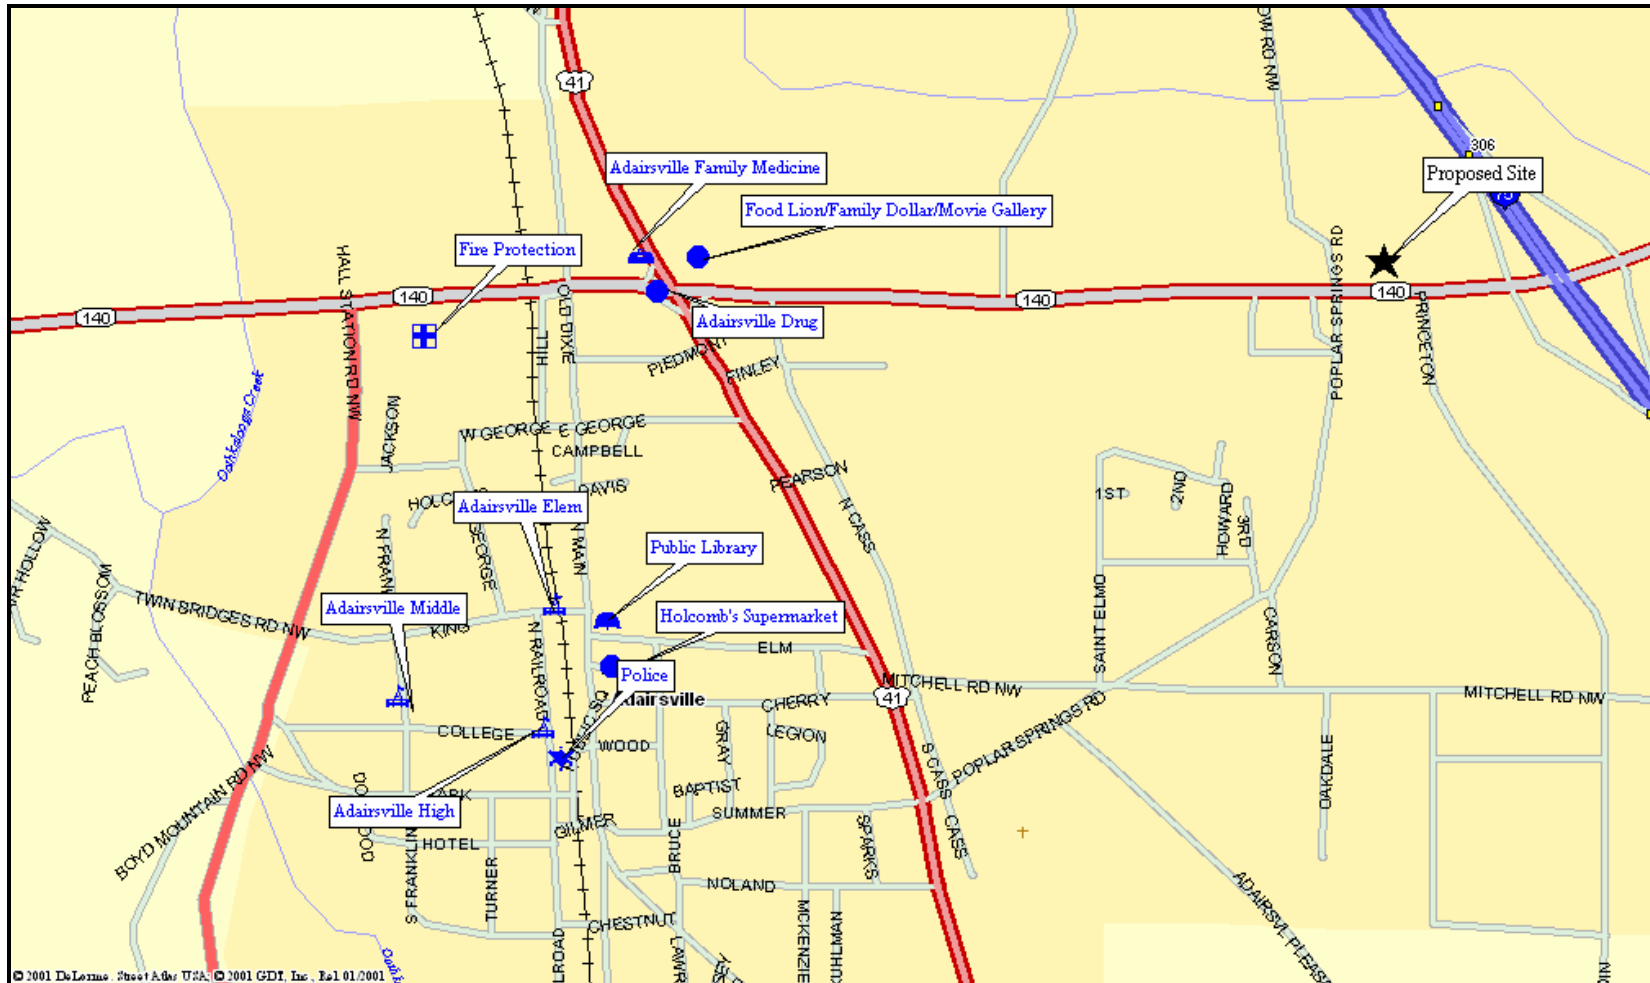 41
306
Proposed Site
75
Adairsville Family Medicine
Food Lion/Family Dollar/Movie Gallery
Fire Protection
HALL STATION RD NW
POPLAR SPRINGS RD
140
140
140
140
OLD DIXIE
HILL
Adairsville Drug
PRINCETON
PIEDMONT
FINLEY
JACKSON
W GEORGE
E GEORGE
CAMPBELL
PEARSON
DAVIS
Adairsville Elem
N CASS
1ST
2ND
HOWARD
3RD
GEORGE
N MAIN
Public Library
PEACH BLOSSOM
TWIN BRIDGES RD NW
Adairsville Middle
KING
Holcomb's Supermarket
N RAILROAD
ELM
SAINT ELMO
CARSON
Police
MITCHELL RD NW
MITCHELL RD NW
41
CHERRY
COLLEGE
WOOD
GRAY
LEGION
S CASS
POPLAR SPRINGS RD
OAKDALE
BOYD MOUNTAIN RD NW
Adairsville High
BAPTIST
SUMMER
GILMER
HOTEL
BRUCE
SPARKS
CASS
S FRANKLIN
TURNER
NOLAND
CHESTNUT
MCKENZIE
© 2001 DeLorme. Street Atlas USA; © 2001 GDT, Inc., Rel. 01/2001